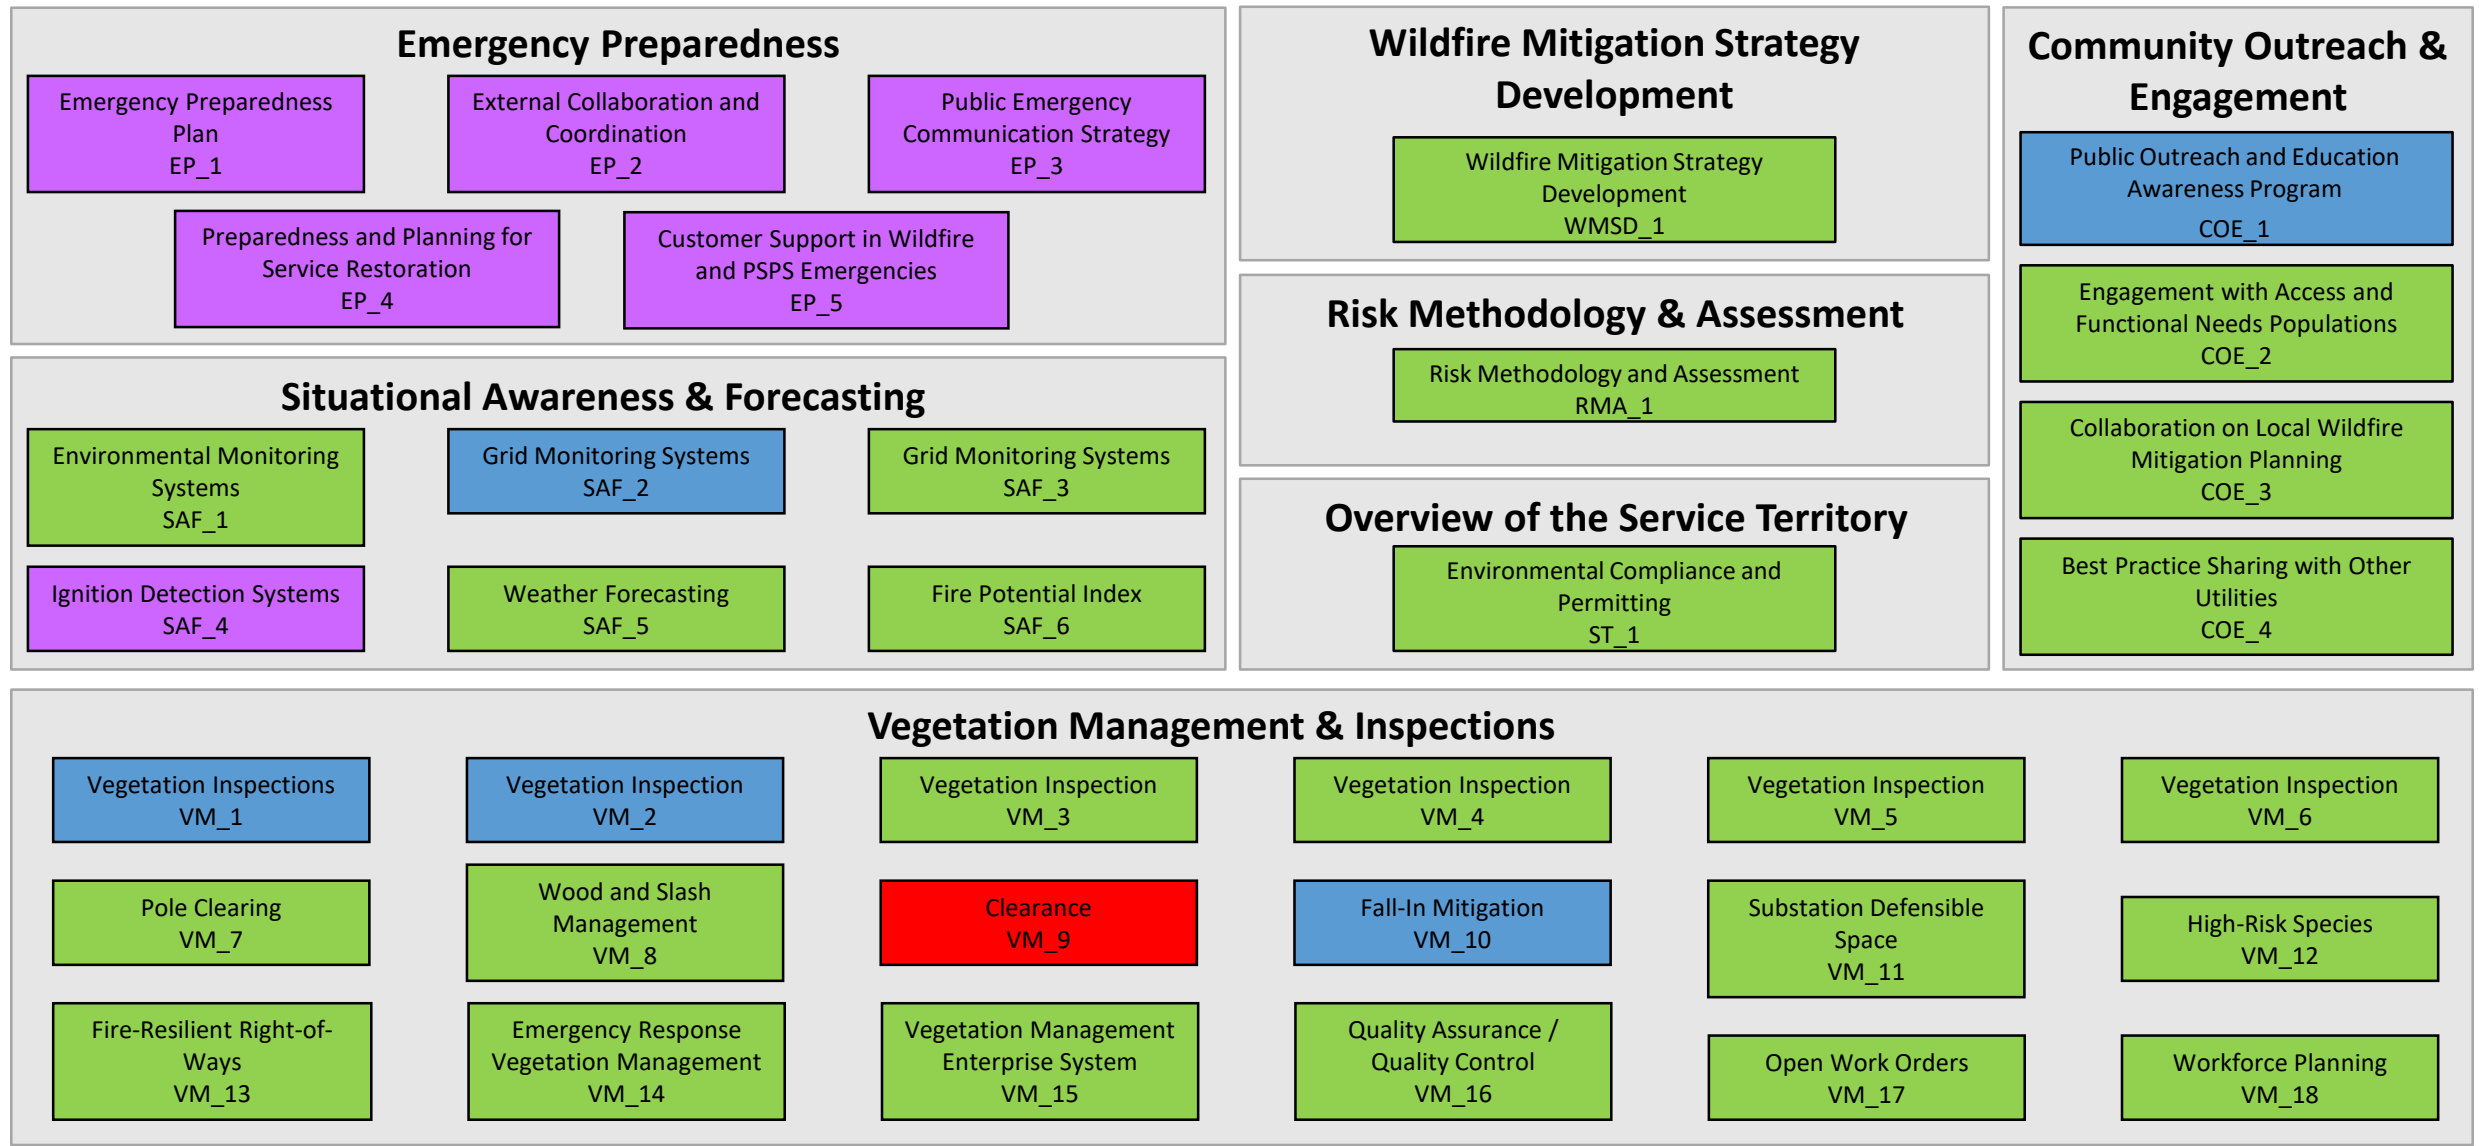 Emergency Preparedness
Emergency Preparedness
Plan
EP_1
External Collaboration and
Coordination
EP_2
Public Emergency
Communication Strategy
EP_3
Preparedness and Planning for
Service Restoration
EP_4
Customer Support in Wildfire
and PSPS Emergencies
EP_5
Wildfire Mitigation Strategy
Development
Wildfire Mitigation Strategy
Development
WMSD_1
Risk Methodology & Assessment
Risk Methodology and Assessment
RMA_1
Overview of the Service Territory
Environmental Compliance and
Permitting
ST_1
Community Outreach &
Engagement
Public Outreach and Education
Awareness Program
COE_1
Engagement with Access and
Functional Needs Populations
COE_2
Collaboration on Local Wildfire
Mitigation Planning
COE_3
Best Practice Sharing with Other
Utilities
COE_4
Situational Awareness & Forecasting
Environmental Monitoring
Systems
SAF_1
Grid Monitoring Systems
SAF_2
Grid Monitoring Systems
SAF_3
Ignition Detection Systems
SAF_4
Weather Forecasting
SAF_5
Fire Potential Index
SAF_6
Vegetation Management & Inspections
Vegetation Inspections
VM_1
Vegetation Inspection
VM_2
Vegetation Inspection
VM_3
Vegetation Inspection
VM_4
Vegetation Inspection
VM_5
Vegetation Inspection
VM_6
Pole Clearing
VM_7
Wood and Slash
Management
VM_8
Clearance
VM_9
Fall-In Mitigation
VM_10
Substation Defensible
Space
VM_11
High-Risk Species
VM_12
Fire-Resilient Right-of-
Ways
VM_13
Emergency Response
Vegetation Management
VM_14
Vegetation Management
Enterprise System
VM_15
Quality Assurance /
Quality Control
VM_16
Open Work Orders
VM_17
Workforce Planning
VM_18